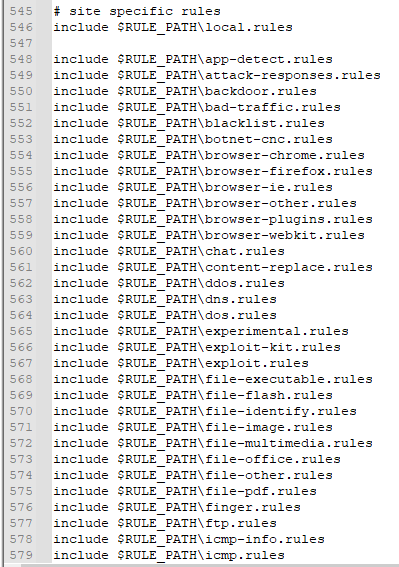 545 # site specific rules
546 include $RULE_PATH\local.rules
547
548 include $RULE_PATH\app-detect.rules
549 include $RULE_PATH\attack-responses.rules
550 include $RULE_PATH\backdoor.rules
551 include $RULE_PATH\bad-traffic.rules
552 include $RULE_PATH\blacklist.rules
553 include $RULE_PATH\botnet-cnc.rules
554 include $RULE_PATH\browser-chrome.rules
555 include $RULE_PATH\browser-firefox.rules
556 include $RULE_PATH\browser-ie.rules
557 include $RULE_PATH\browser-other.rules
558 include $RULE_PATH\browser-plugins.rules
559 include $RULE_PATH\browser-webkit.rules
560 include $RULE_PATH\chat.rules
561 include $RULE_PATH\content-replace.rules
562 include $RULE_PATH\ddos.rules
563 include $RULE_PATH\dns.rules
564 include $RULE_PATH\dos.rules
565 include $RULE_PATH\experimental.rules
566 include $RULE_PATH\exploit-kit.rules
567 include $RULE_PATH\exploit.rules
568 include $RULE_PATH\file-executable.rules
569 include $RULE_PATH\file-flash.rules
570 include $RULE_PATH\file-identify.rules
571 include $RULE_PATH\file-image.rules
572 include $RULE_PATH\file-multimedia.rules
573 include $RULE_PATH\file-office.rules
574 include $RULE_PATH\file-other.rules
575 include $RULE_PATH\file-pdf.rules
576 include $RULE_PATH\finger.rules
577 include $RULE_PATH\ftp.rules
578 include $RULE_PATH\icmp-info.rules
579 include $RULE_PATH\icmp.rules